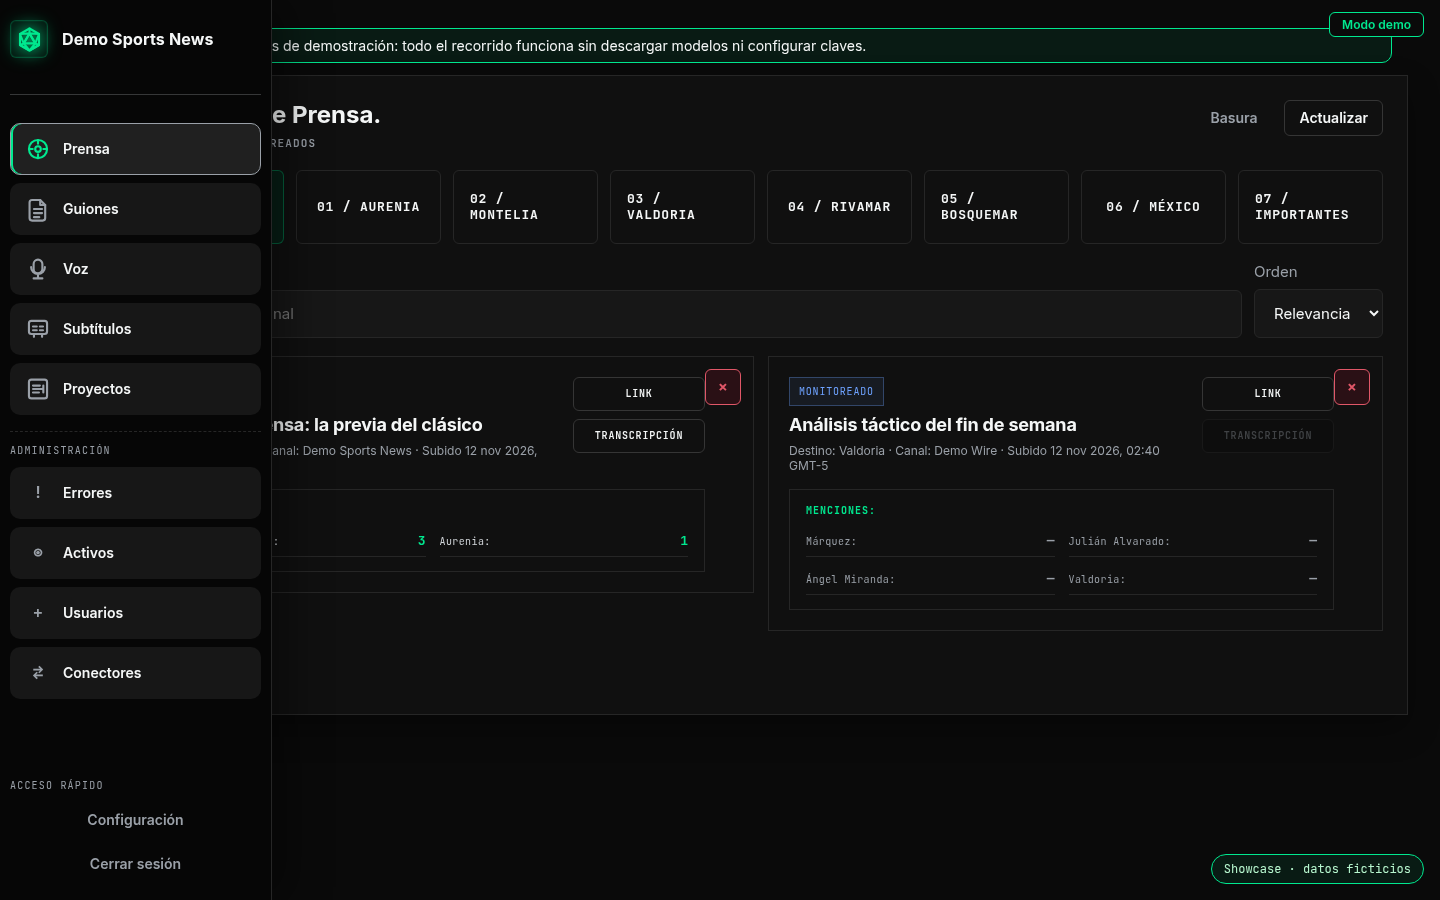 Demo Sports News
Prensa
Guiones
Voz
Subtítulos
Proyectos
ADMINISTRACIÓN
!
Errores
Activos
+
Usuarios
Conectores
ACCESO RÁPIDO
Configuración
Cerrar sesión
Modo demo
de demostración: todo el recorrido funciona sin descargar modelos ni configurar claves.
e Prensa.
Basura
Actualizar
01 / AURENIA
02 /
MONTELIA
03 /
VALDORIA
04 / RIVAMAR
05 /
BOSQUEMAR
06 / MÉXICO
07 /
IMPORTANTES
Orden
nal
Relevancia
LINK
×
nsa: la previa del clásico
TRANSCRIPCIÓN
anal: Demo Sports News · Subido 12 nov 2026,
: 3
Aurenia: 1
MONITOREADO
LINK
×
Análisis táctico del fin de semana
TRANSCRIPCIÓN
Destino: Valdoria · Canal: Demo Wire · Subido 12 nov 2026, 02:40
GMT-5
MENCIONES:
Márquez: —
Julián Alvarado: —
Ángel Miranda: —
Valdoria: —
Showcase · datos ficticios